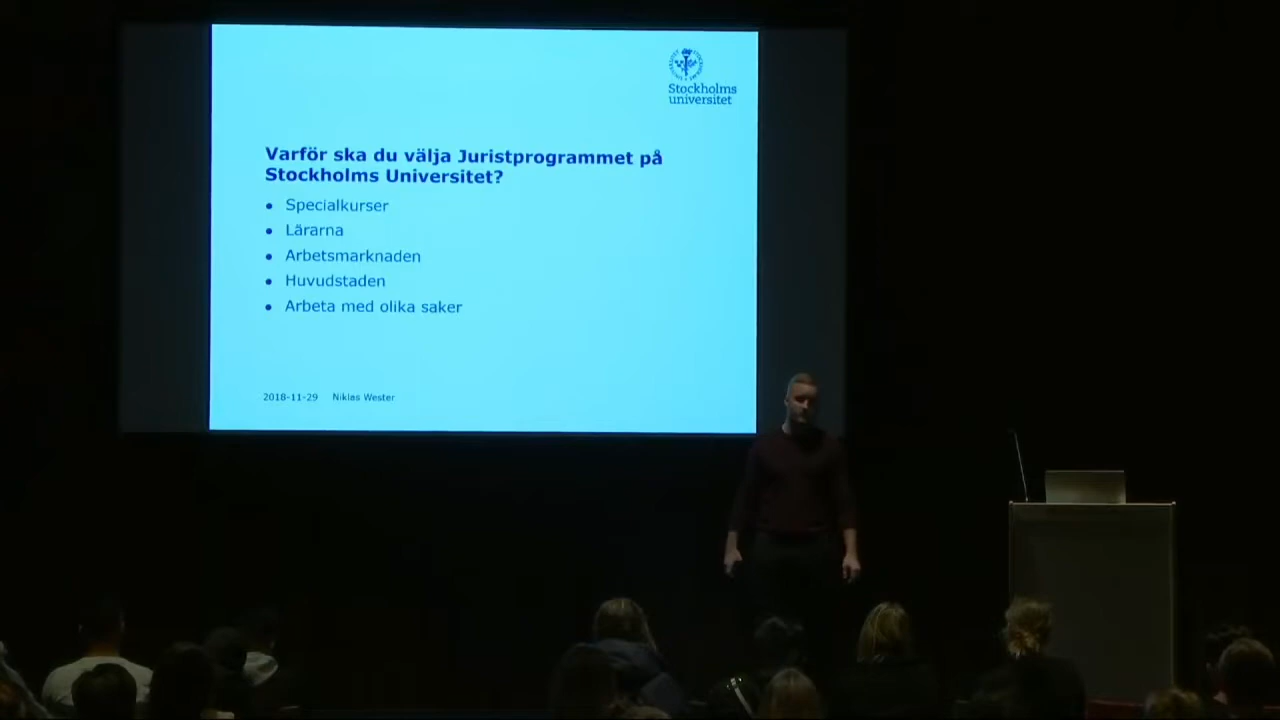 Stockholms
universitet
Varför ska du välja Juristprogrammet på
Stockholms Universitet?
• Specialkurser
• Lärarna
• Arbetsmarknaden
• Huvudstaden
• Arbeta med olika saker
2018-11-29 Niklas Wester